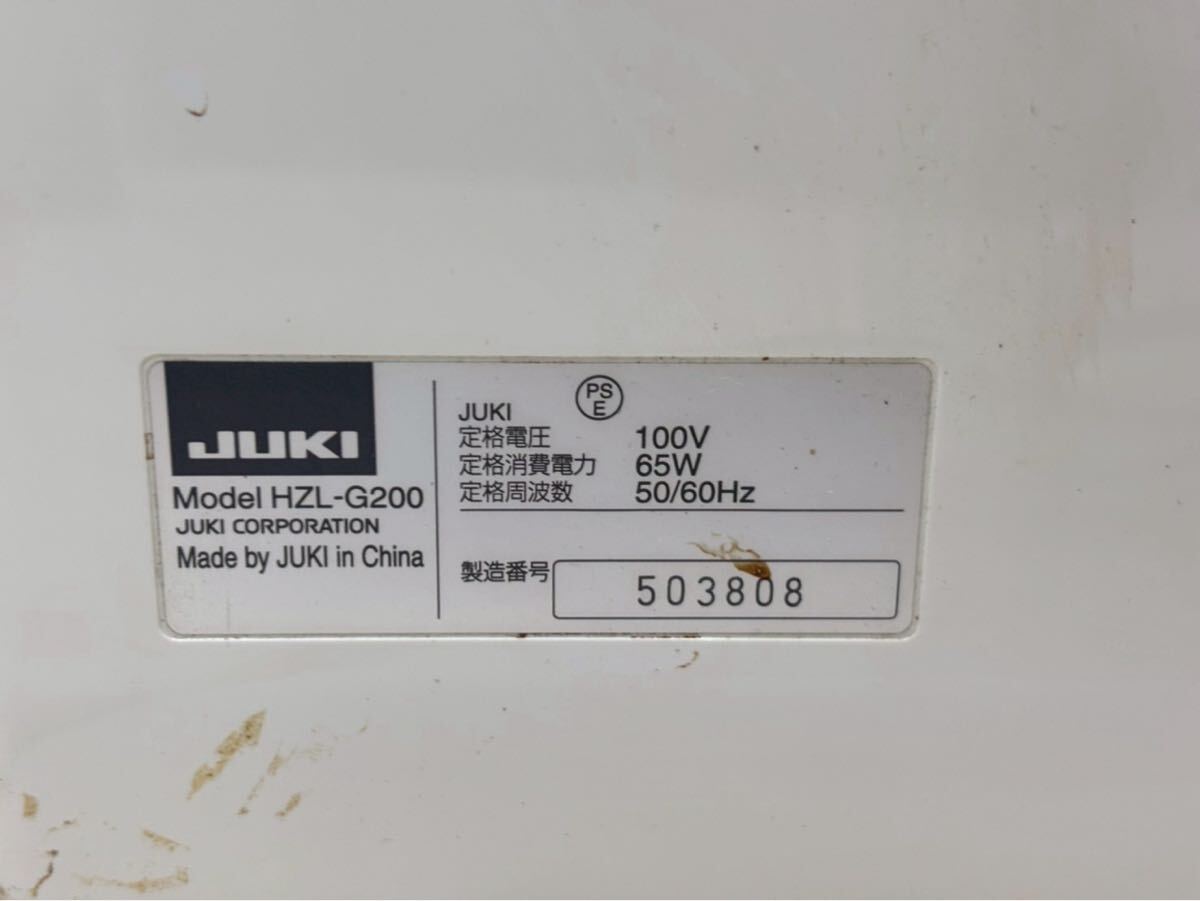 JUKI
Model HZL-G200
JUKI CORPORATION
Made by JUKI in China
PS
E
JUKI
定格電圧 100V
定格消費電力 65W
定格周波数 50/60Hz
製造番号 503808